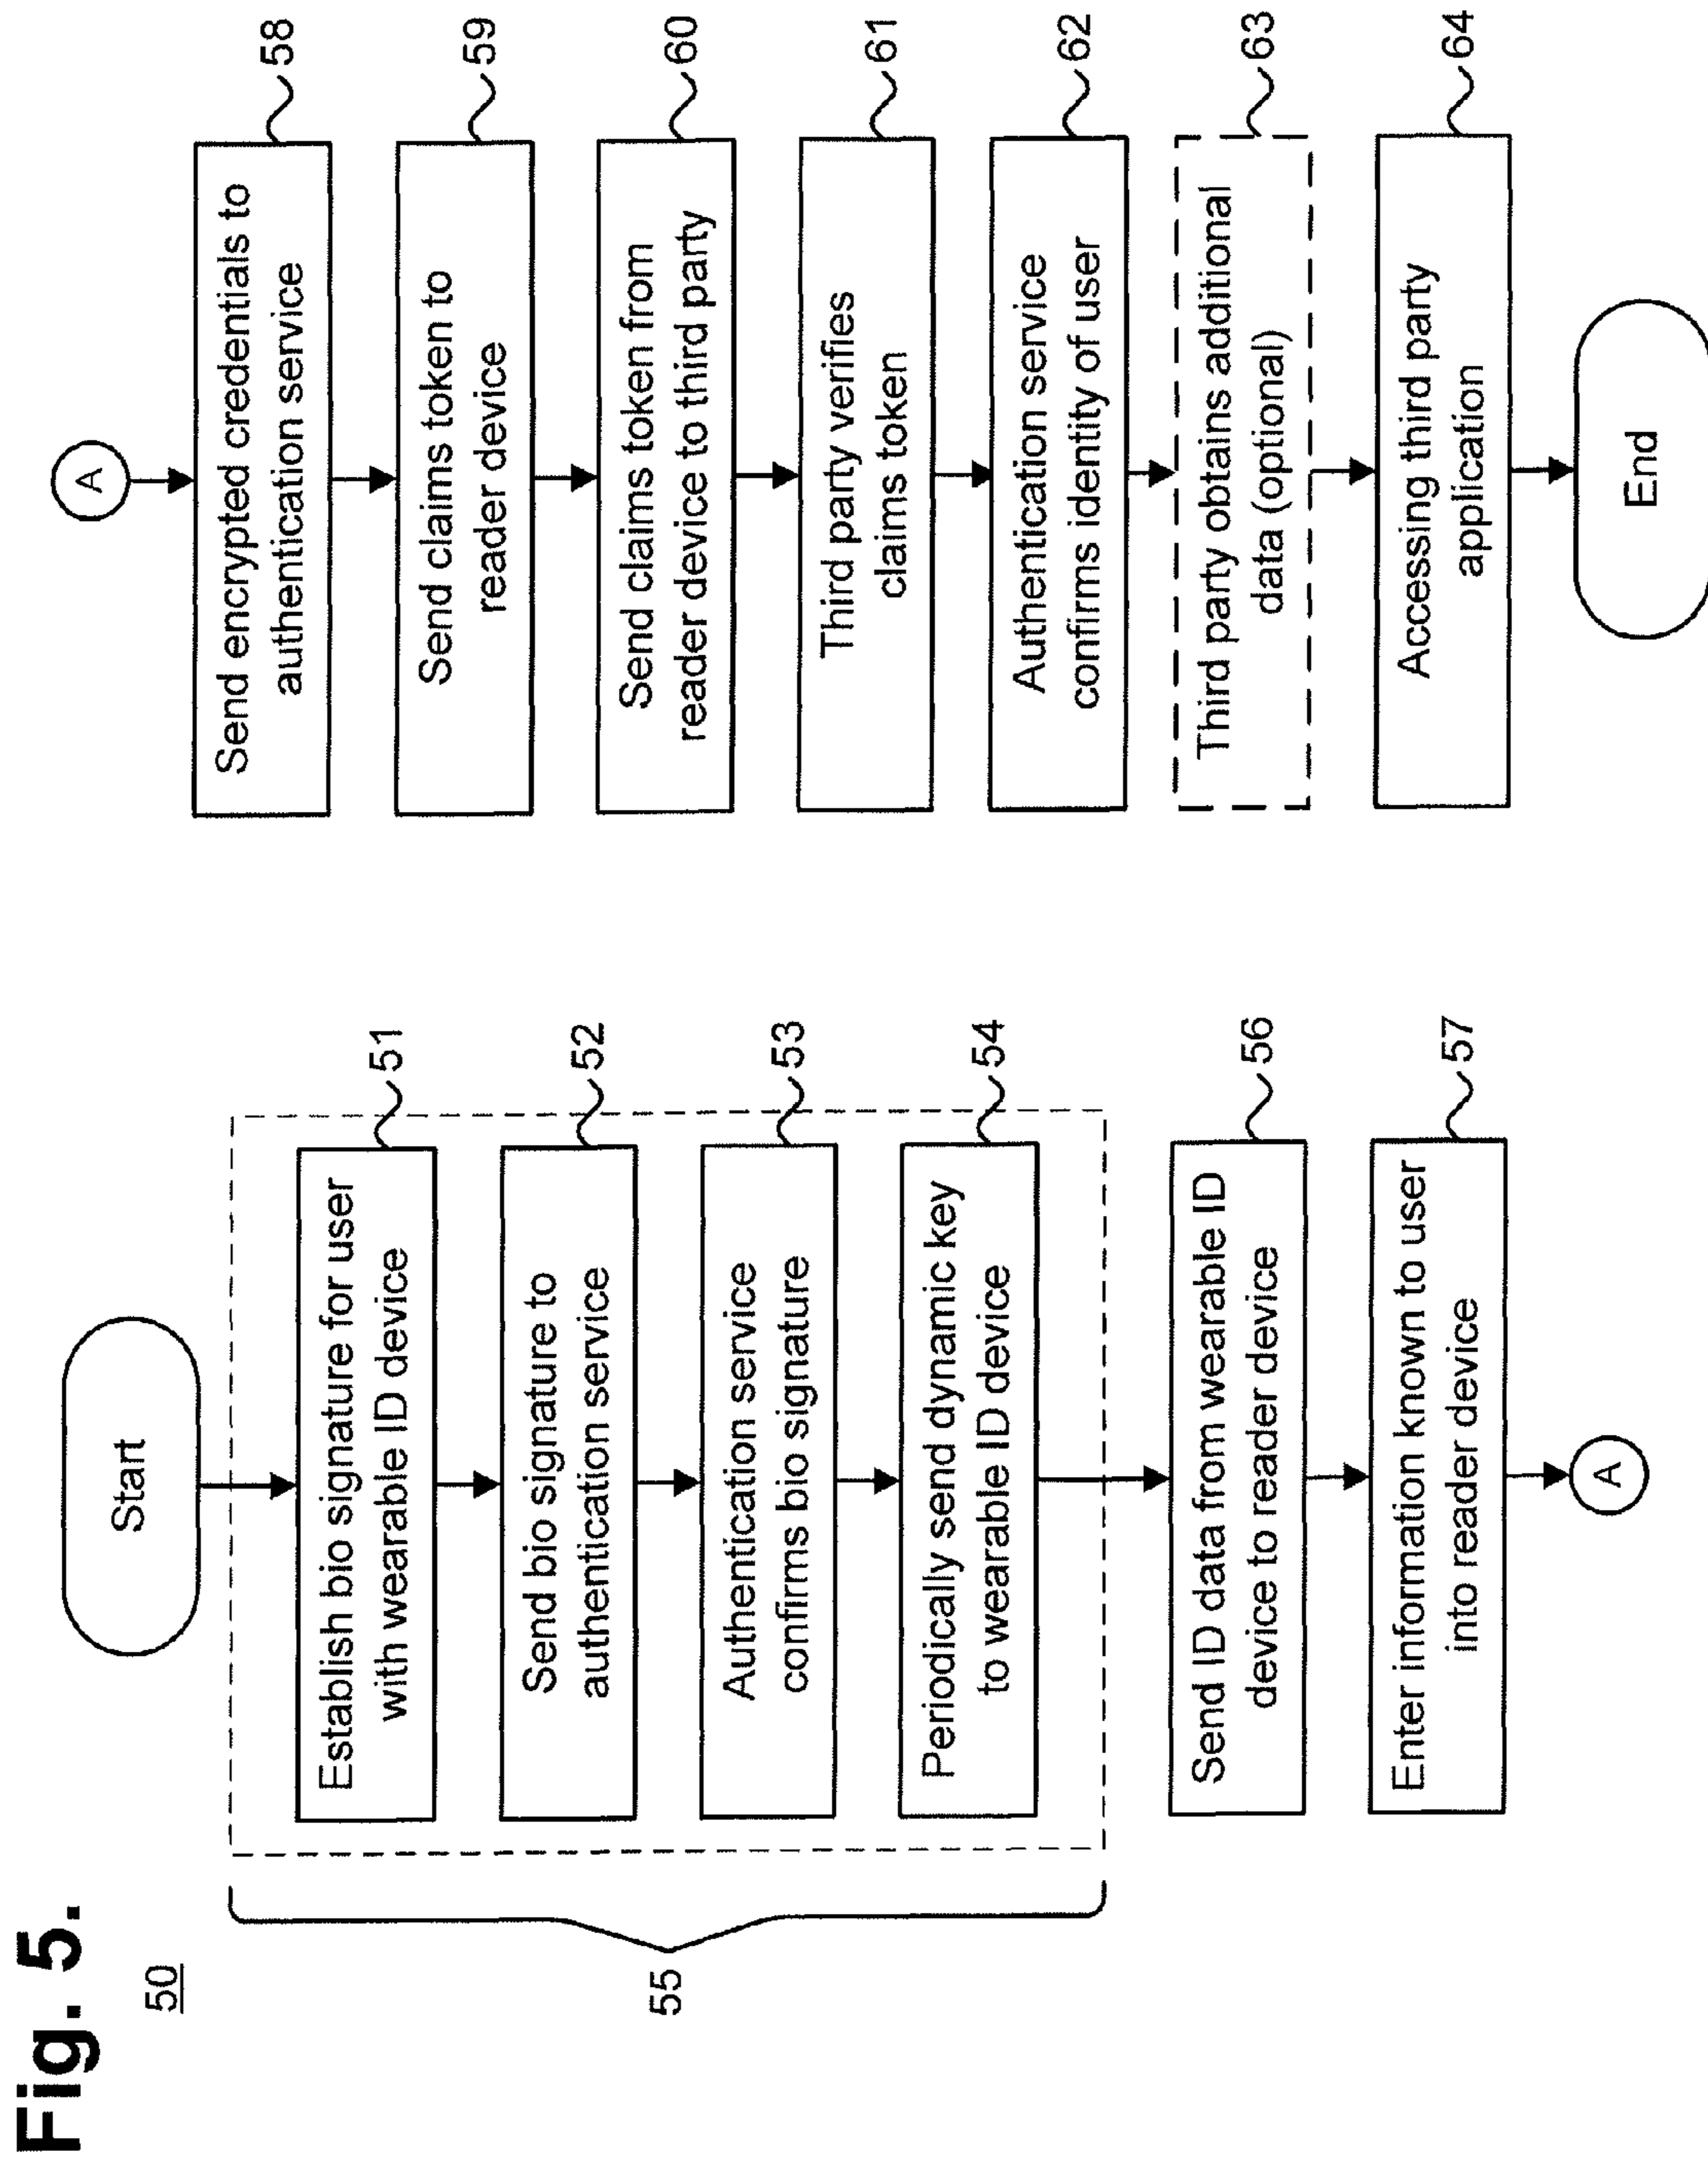 Fig. 5.
50
Start
Establish bio signature for user
with wearable ID device
51
Send bio signature to
authentication service
52
Authentication service
confirms bio signature
53
Periodically send dynamic key
to wearable ID device
54
55
Send ID data from wearable ID
device to reader device
56
Enter information known to user
into reader device
57
A
A
Send encrypted credentials to
authentication service
58
Send claims token to
reader device
59
Send claims token from
reader device to third party
60
Third party verifies
claims token
61
Authentication service
confirms identity of user
62
Third party obtains additional
data (optional)
63
Accessing third party
application
64
End